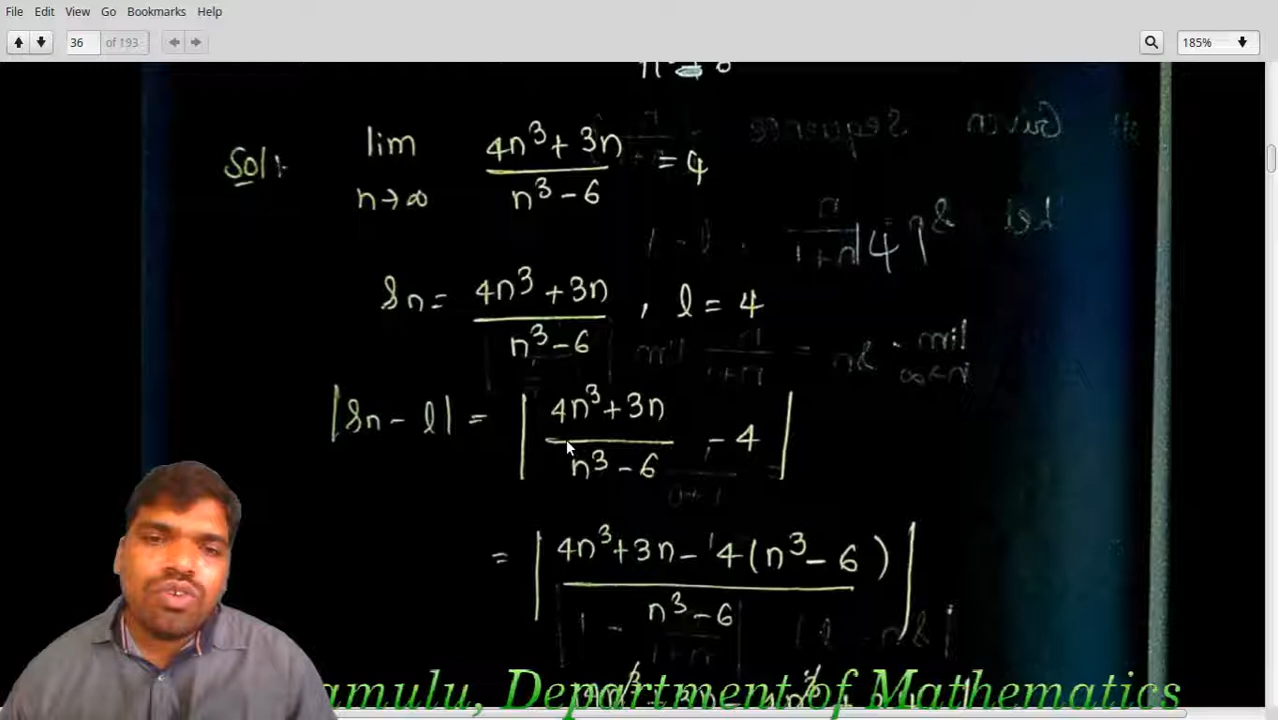 File Edit View Go Bookmarks Help
36 of 193 185%
Sol:
lim n→∞ (4n³+3n)/(n³-6) = 4
Sn = (4n³+3n)/(n³-6) , l = 4
|Sn - l| = | (4n³+3n)/(n³-6) - 4 |
= | (4n³+3n-4(n³-6))/(n³-6) |
amulu, Department of Mathematics